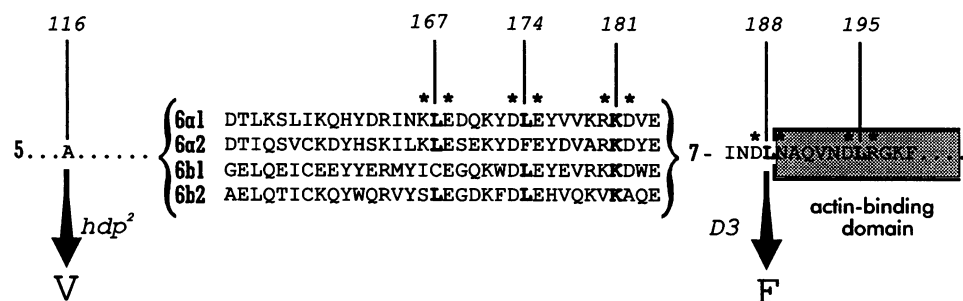 116 167 174 181 188 195
* * * * * *
6α1 DTLKSLIKQHYDRINKLEDQKYDLEYVVKRKDVE
6α2 DTIQSVCKDYHSKILKLESEKYDFEYDVARKDYE
6b1 GELQEICEEYYERMYICEGQKWDLEYEVRKKDWE
6b2 AELQTICKQYWQRVYSLEGDKFDLEHVQKVKAQE
5...A...... 7- * * * *
INDLNAQVNDLRGKF.....
hdp²
D3
actin-binding
domain
V F